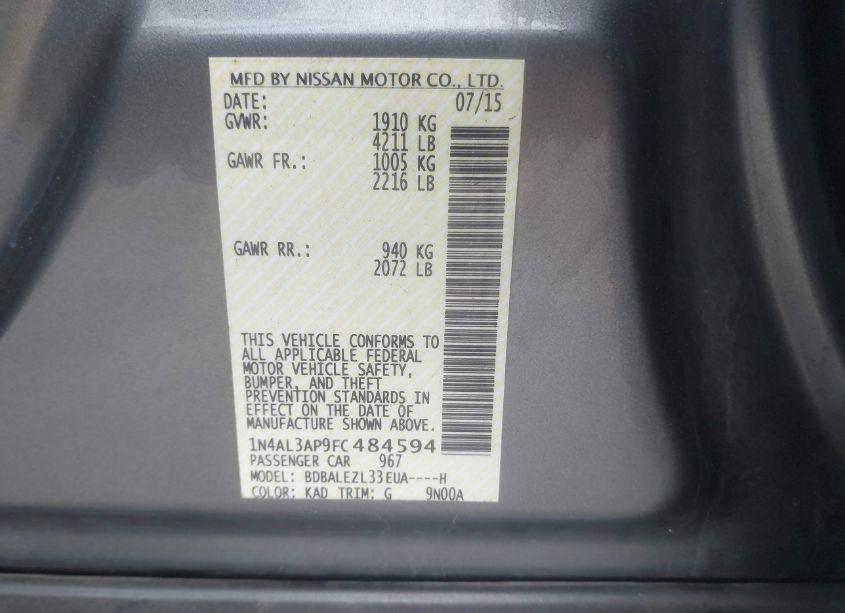 MFD BY NISSAN MOTOR CO., LTD.
DATE: 07/15
GVWR: 1910 KG
4211 LB
GAWR FR.: 1005 KG
2216 LB
GAWR RR.: 940 KG
2072 LB
THIS VEHICLE CONFORMS TO
ALL APPLICABLE FEDERAL
MOTOR VEHICLE SAFETY,
BUMPER, AND THEFT
PREVENTION STANDARDS IN
EFFECT ON THE DATE OF
MANUFACTURE SHOWN ABOVE.
1N4AL3AP9FC484594
PASSENGER CAR 967
MODEL: BDBALEZL33EUA----H
COLOR: KAD TRIM: G 9N00A